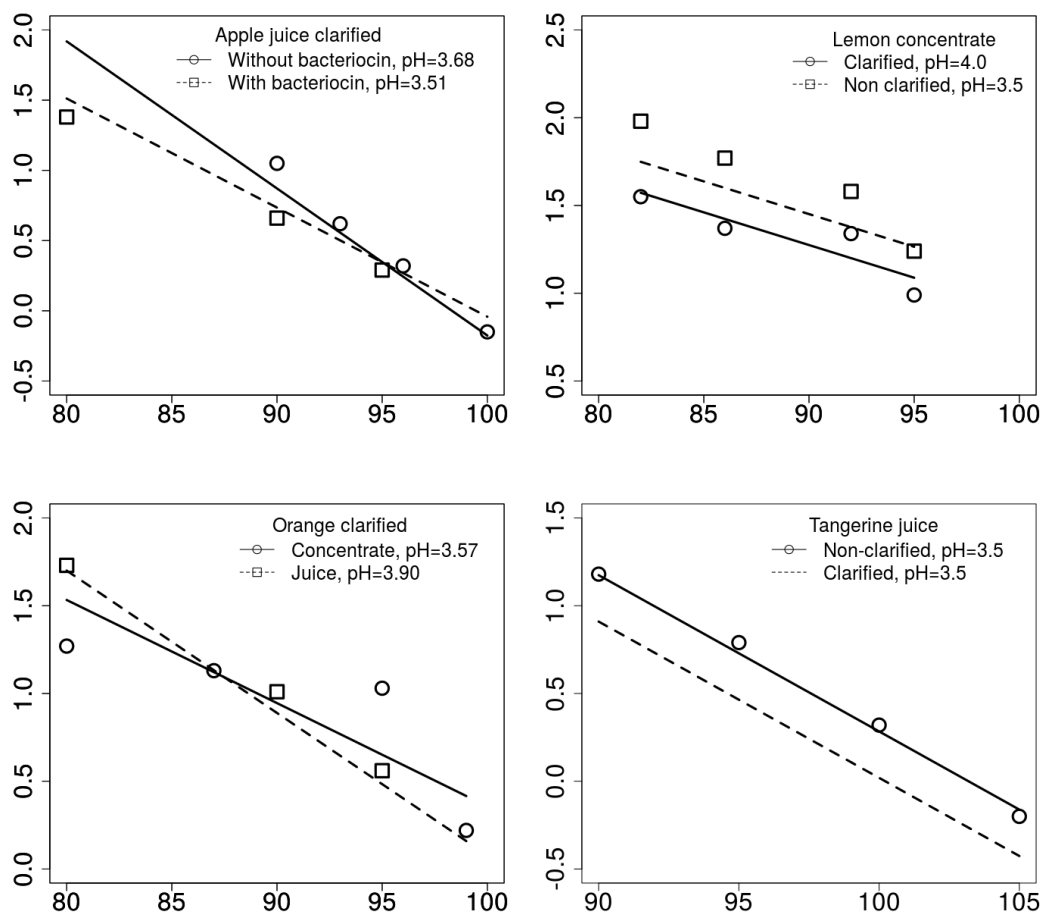 Apple juice clarified
Without bacteriocin, pH=3.68
With bacteriocin, pH=3.51
2.0
1.5
1.0
0.5
0.0
-0.5
80 85 90 95 100
Lemon concentrate
Clarified, pH=4.0
Non clarified, pH=3.5
2.5
2.0
1.5
1.0
0.5
80 85 90 95 100
Orange clarified
Concentrate, pH=3.57
Juice, pH=3.90
2.0
1.5
1.0
0.5
0.0
80 85 90 95 100
Tangerine juice
Non-clarified, pH=3.5
Clarified, pH=3.5
1.5
1.0
0.5
0.0
-0.5
90 95 100 105